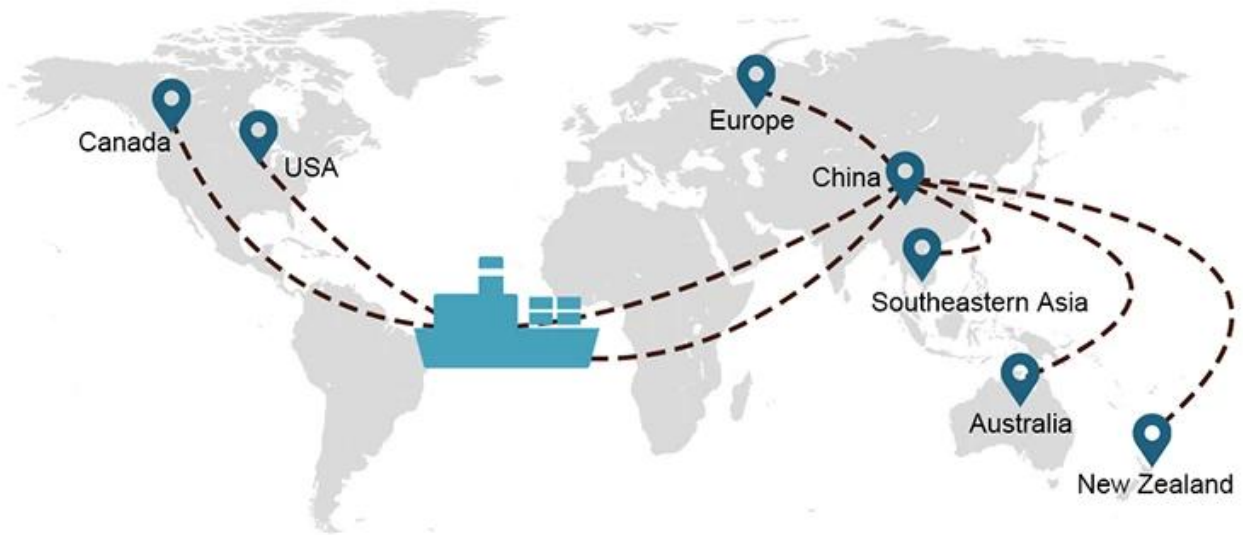 Canada
USA
Europe
China
Southeastern Asia
Australia
New Zealand